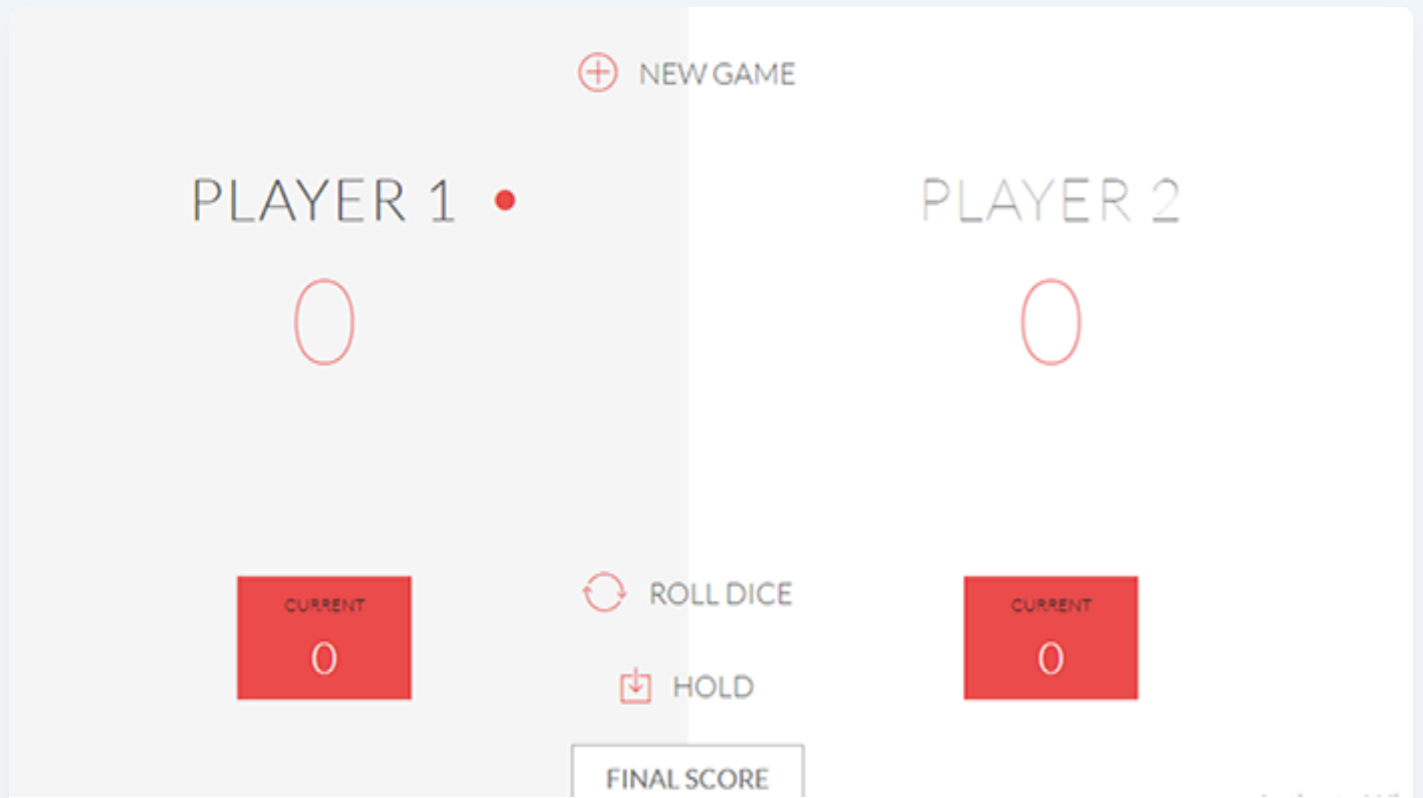 NEW GAME
PLAYER 1
PLAYER 2
0
0
CURRENT
0
ROLL DICE
CURRENT
0
HOLD
FINAL SCORE